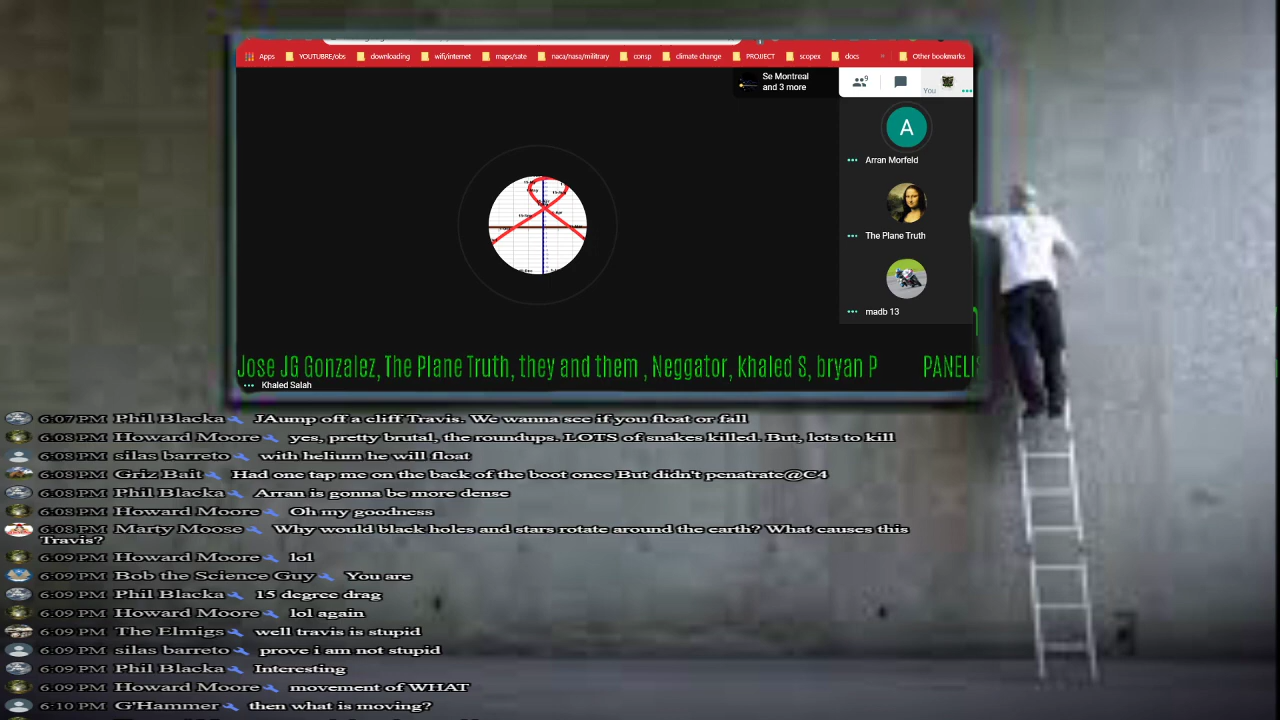 Apps YOUTUBRE/obs downloading wifi/internet maps/sate naca/nasa/militrary consp climate change PROJECT scopex docs Other bookmarks
Se Montreal
and 3 more
9
You
A
Arran Morfeld
The Plane Truth
madb 13
Jose JG Gonzalez, The Plane Truth, they and them , Neggator, khaled S, bryan P PANELI
Khaled Salah
6:07 PM Phil Blacka JAump off a cliff Travis. We wanna see if you float or fall
6:08 PM Howard Moore yes, pretty brutal, the roundups. LOTS of snakes killed. But, lots to kill
6:08 PM silas barreto with helium he will float
6:08 PM Griz Bait Had one tap me on the back of the boot once But didn't penatrate@C4
6:08 PM Phil Blacka Arran is gonna be more dense
6:08 PM Howard Moore Oh my goodness
6:08 PM Marty Moose Why would black holes and stars rotate around the earth? What causes this
Travis?
6:09 PM Howard Moore lol
6:09 PM Bob the Science Guy You are
6:09 PM Phil Blacka 15 degree drag
6:09 PM Howard Moore lol again
6:09 PM The Elmigs well travis is stupid
6:09 PM silas barreto prove i am not stupid
6:09 PM Phil Blacka Interesting
6:09 PM Howard Moore movement of WHAT
6:10 PM G'Hammer then what is moving?